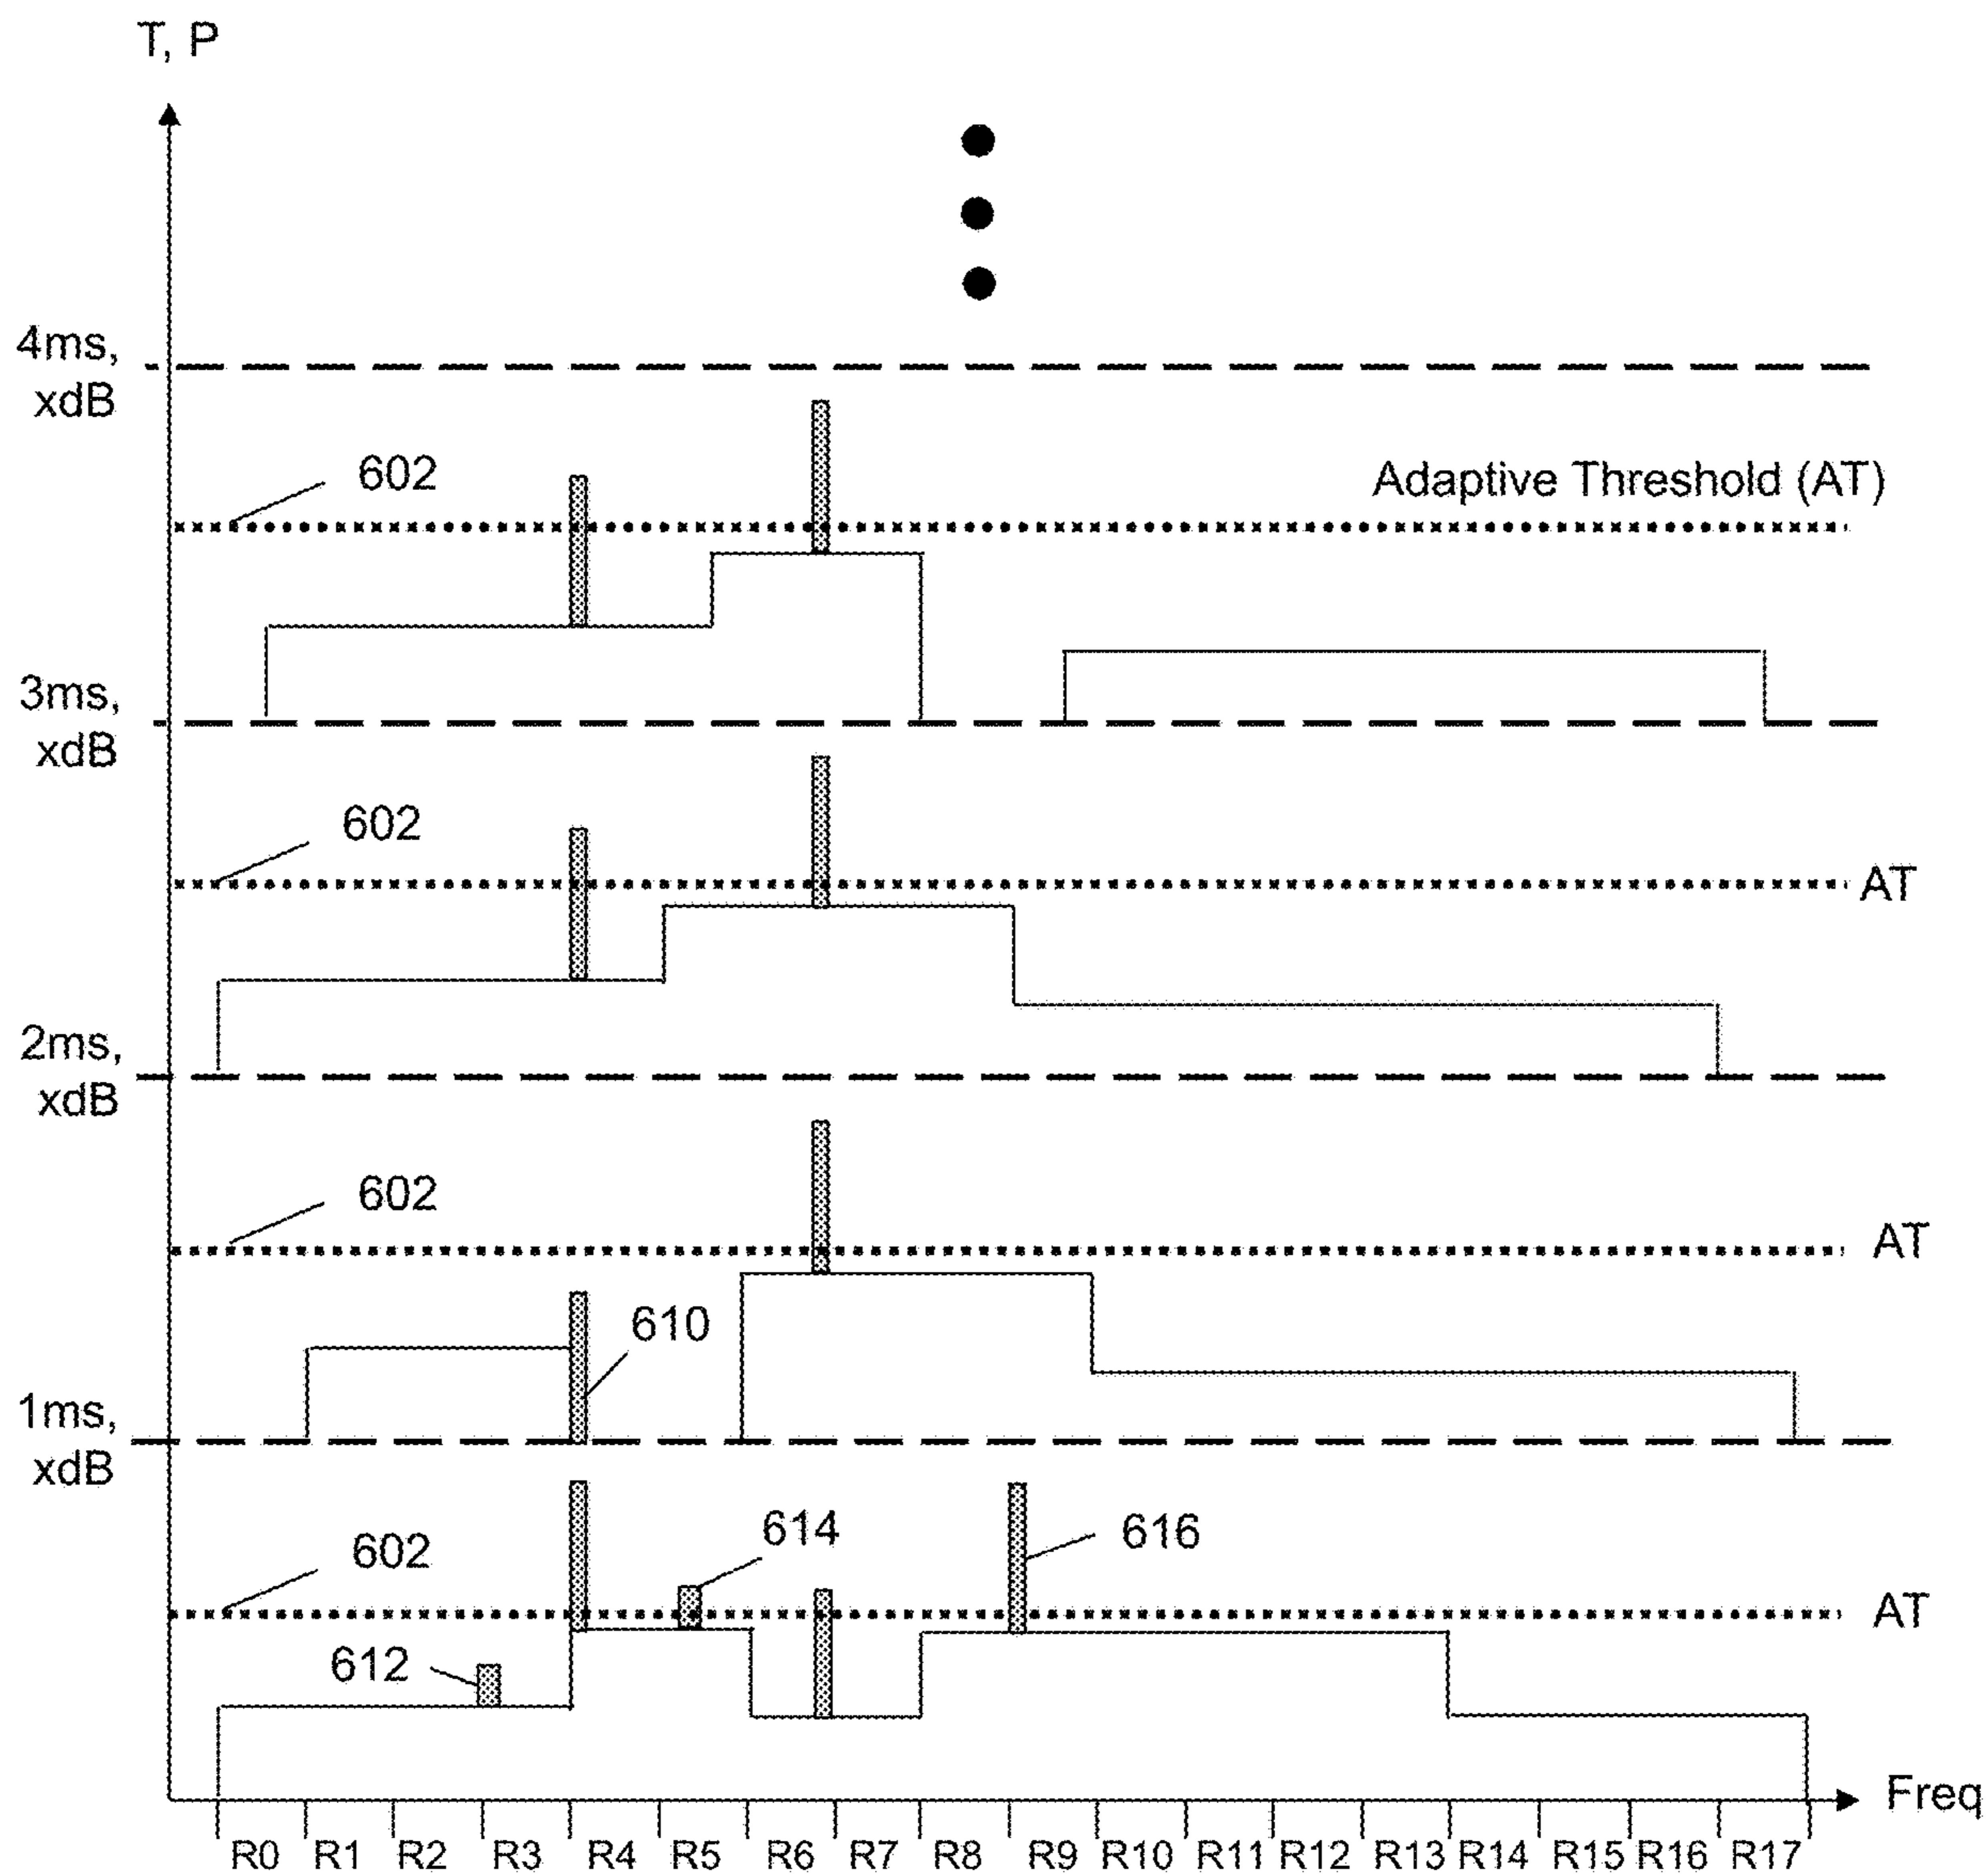 T, P
4ms,
xdB
602
Adaptive Threshold (AT)
3ms,
xdB
602
AT
2ms,
xdB
602
AT
610
1ms,
xdB
614
616
602
AT
612
Freq
R0 R1 R2 R3 R4 R5 R6 R7 R8 R9 R10 R11 R12 R13 R14 R15 R16 R17